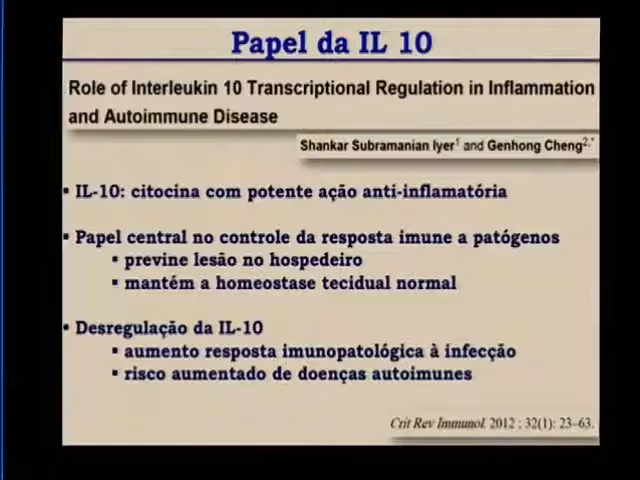 Papel da IL 10
Role of Interleukin 10 Transcriptional Regulation in Inflammation
and Autoimmune Disease
Shankar Subramanian Iyer1 and Genhong Cheng2,*
▪ IL-10: citocina com potente ação anti-inflamatória
▪ Papel central no controle da resposta imune a patógenos
▪ previne lesão no hospedeiro
▪ mantém a homeostase tecidual normal
▪ Desregulação da IL-10
▪ aumento resposta imunopatológica à infecção
▪ risco aumentado de doenças autoimunes
Crit Rev Immunol. 2012 ; 32(1): 23–63.